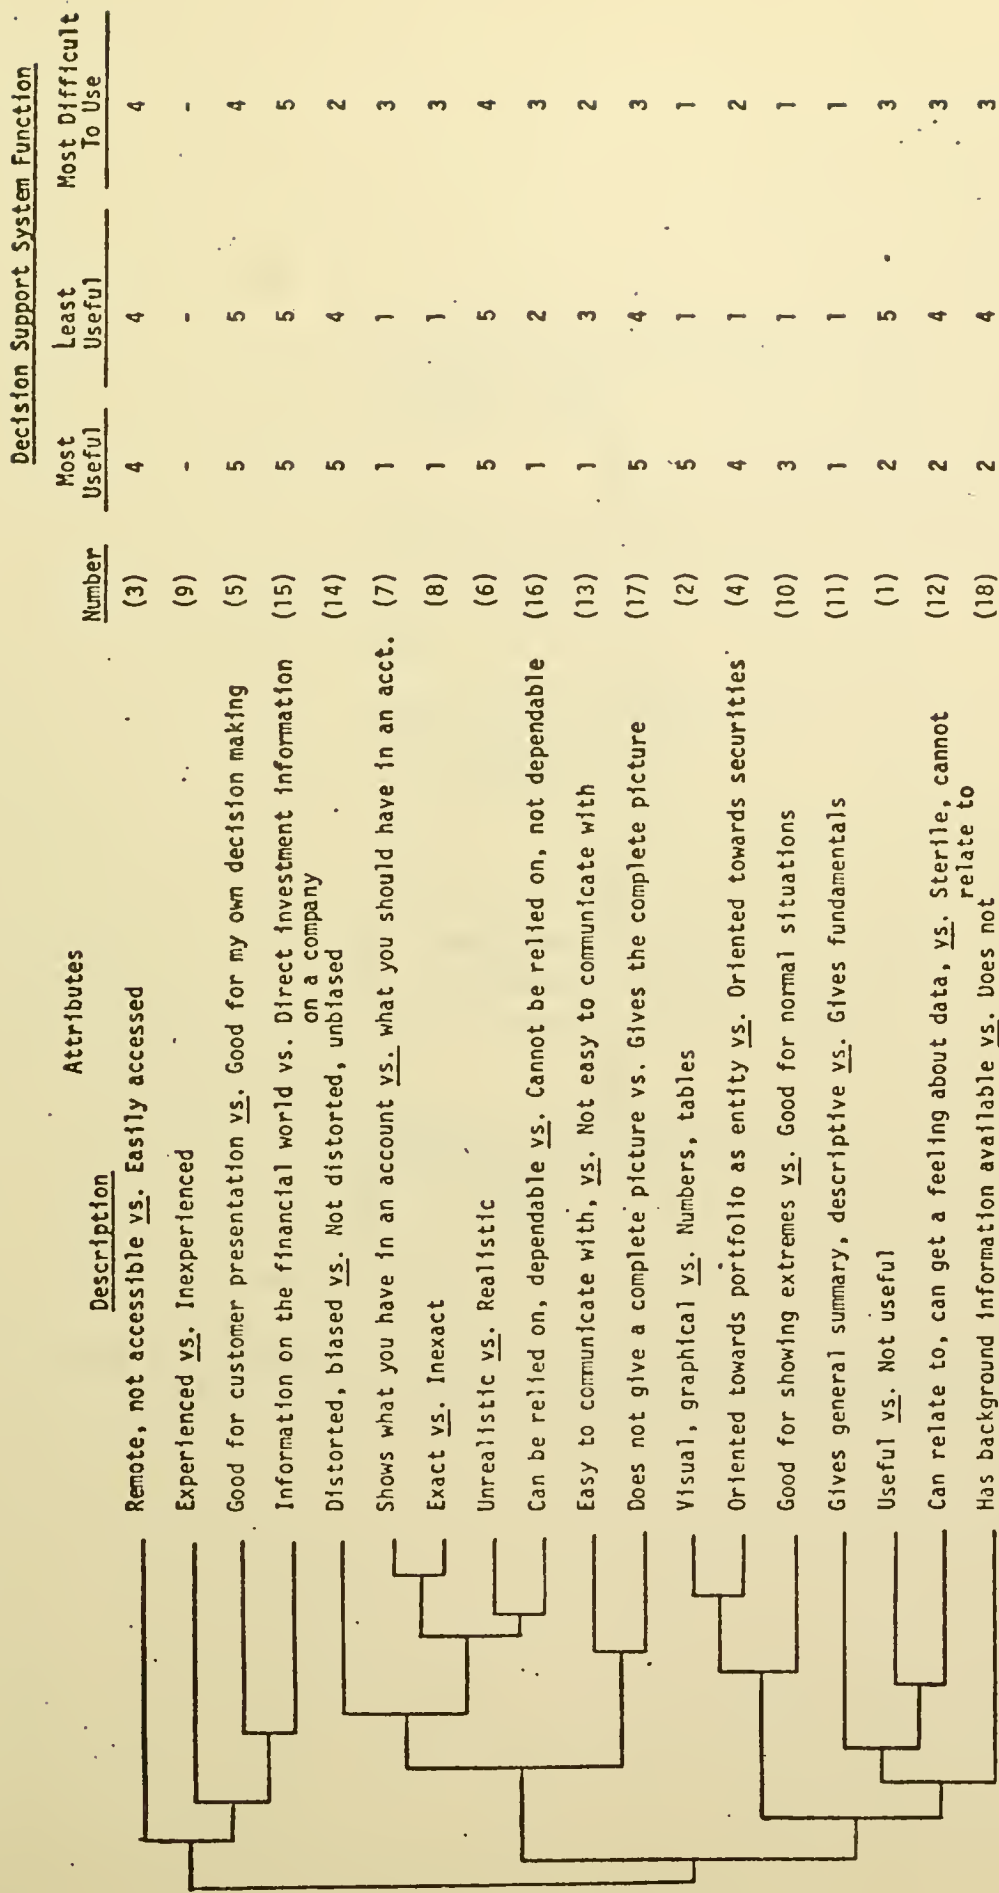 Decision Support System Function
Attributes
Description Number Most Useful Least Useful Most Difficult To Use
Remote, not accessible vs. Easily accessed (3) 4 4 4
Experienced vs. Inexperienced (9) - - -
Good for customer presentation vs. Good for my own decision making (5) 5 5 4
Information on the financial world vs. Direct investment information (15) 5 5 5
on a company
Distorted, biased vs. Not distorted, unbiased (14) 5 4 2
Shows what you have in an account vs. what you should have in an acct. (7) 1 1 3
Exact vs. Inexact (8) 1 1 3
Unrealistic vs. Realistic (6) 5 5 4
Can be relied on, dependable vs. Cannot be relied on, not dependable (16) 1 2 3
Easy to communicate with, vs. Not easy to communicate with (13) 1 3 2
Does not give a complete picture vs. Gives the complete picture (17) 5 4 3
Visual, graphical vs. Numbers, tables (2) 5 1 1
Oriented towards portfolio as entity vs. Oriented towards securities (4) 4 1 2
Good for showing extremes vs. Good for normal situations (10) 3 1 1
Gives general summary, descriptive vs. Gives fundamentals (11) 1 1 1
Useful vs. Not useful (1) 2 5 3
Can relate to, can get a feeling about data, vs. Sterile, cannot (12) 2 4 3
relate to
Has background information available vs. Does not (18) 2 4 3